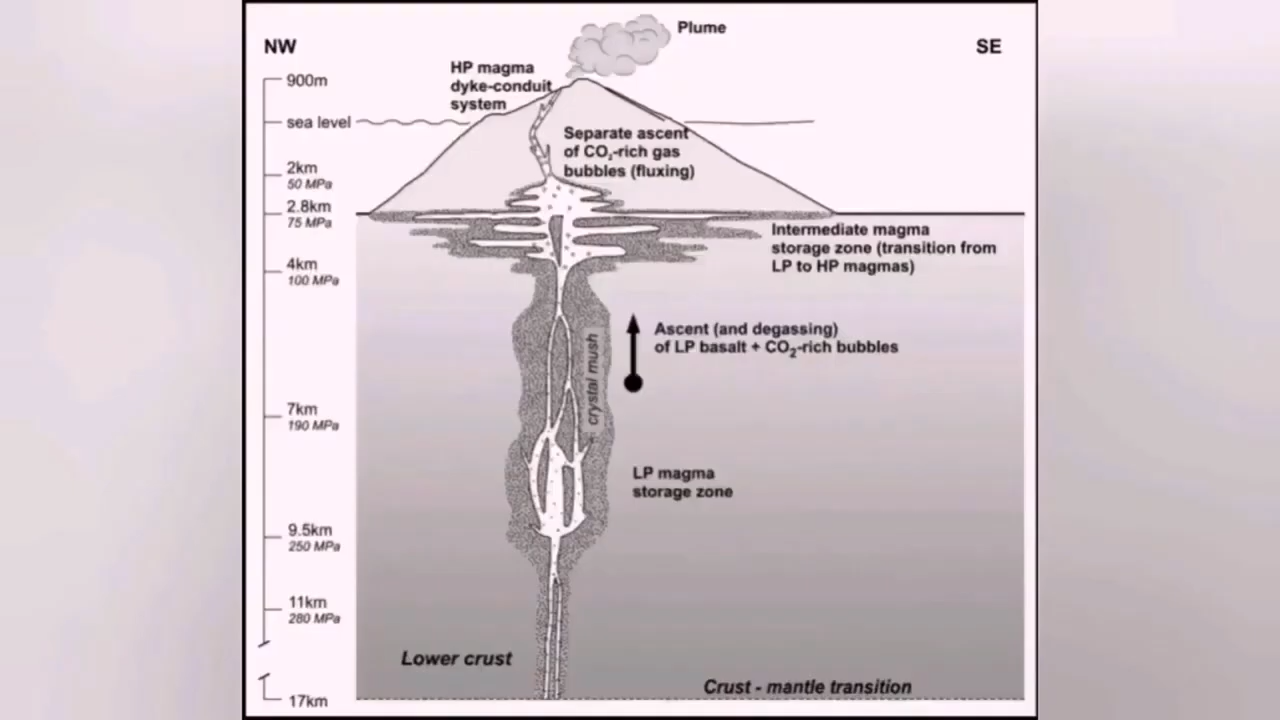 Plume
NW
SE
HP magma
dyke-conduit
system
900m
sea level
Separate ascent
of CO₂-rich gas
bubbles (fluxing)
2km
50 MPa
2.8km
75 MPa
Intermediate magma
storage zone (transition from
LP to HP magmas)
4km
100 MPa
Ascent (and degassing)
of LP basalt + CO₂-rich bubbles
crystal mush
7km
190 MPa
LP magma
storage zone
9.5km
250 MPa
11km
280 MPa
Lower crust
Crust - mantle transition
17km